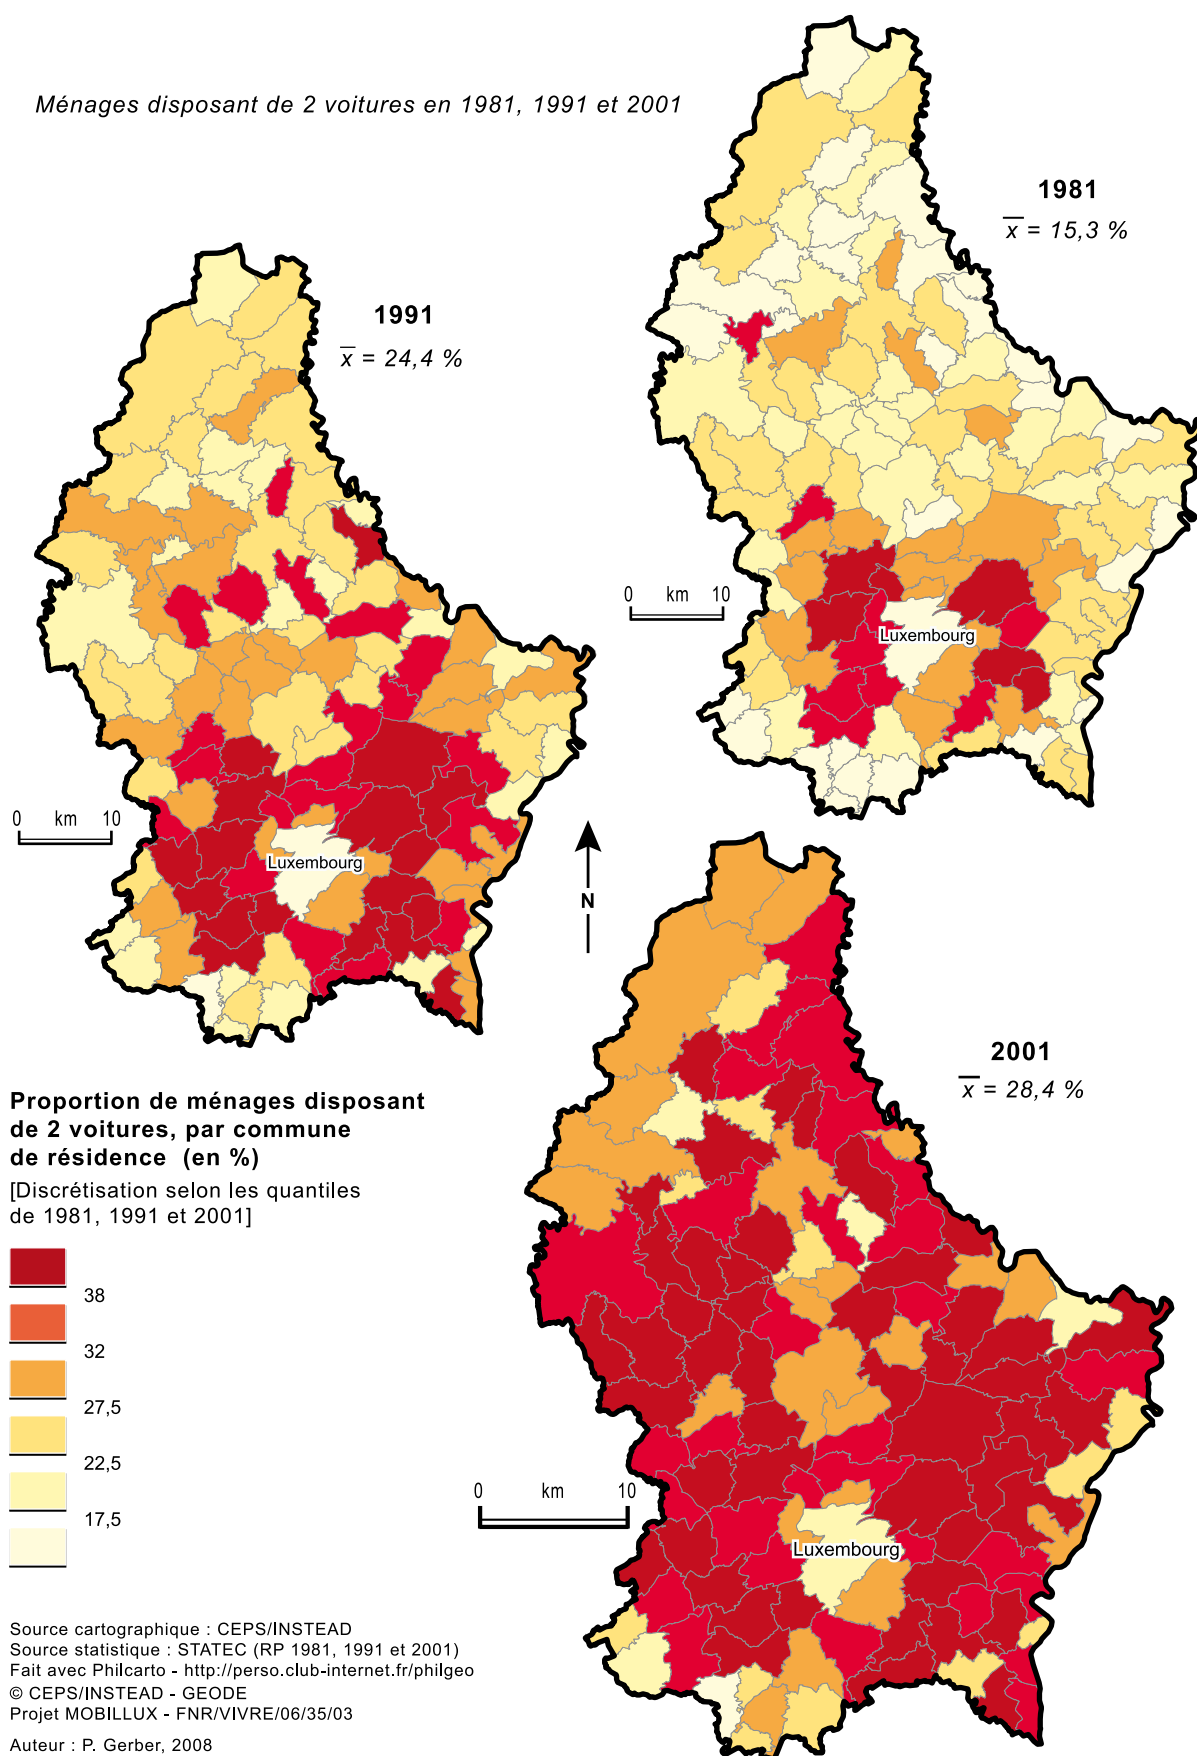 Ménages disposant de 2 voitures en 1981, 1991 et 2001
1981
x = 15,3 %
0 km 10
Luxembourg
1991
x = 24,4 %
0 km 10
Luxembourg
N
2001
x = 28,4 %
0 km 10
Luxembourg
Proportion de ménages disposant
de 2 voitures, par commune
de résidence (en %)
[Discrétisation selon les quantiles
de 1981, 1991 et 2001]
38
32
27,5
22,5
17,5
Source cartographique : CEPS/INSTEAD
Source statistique : STATEC (RP 1981, 1991 et 2001)
Fait avec Philcarto - http://perso.club-internet.fr/philgeo
© CEPS/INSTEAD - GEODE
Projet MOBILLUX - FNR/VIVRE/06/35/03
Auteur : P. Gerber, 2008